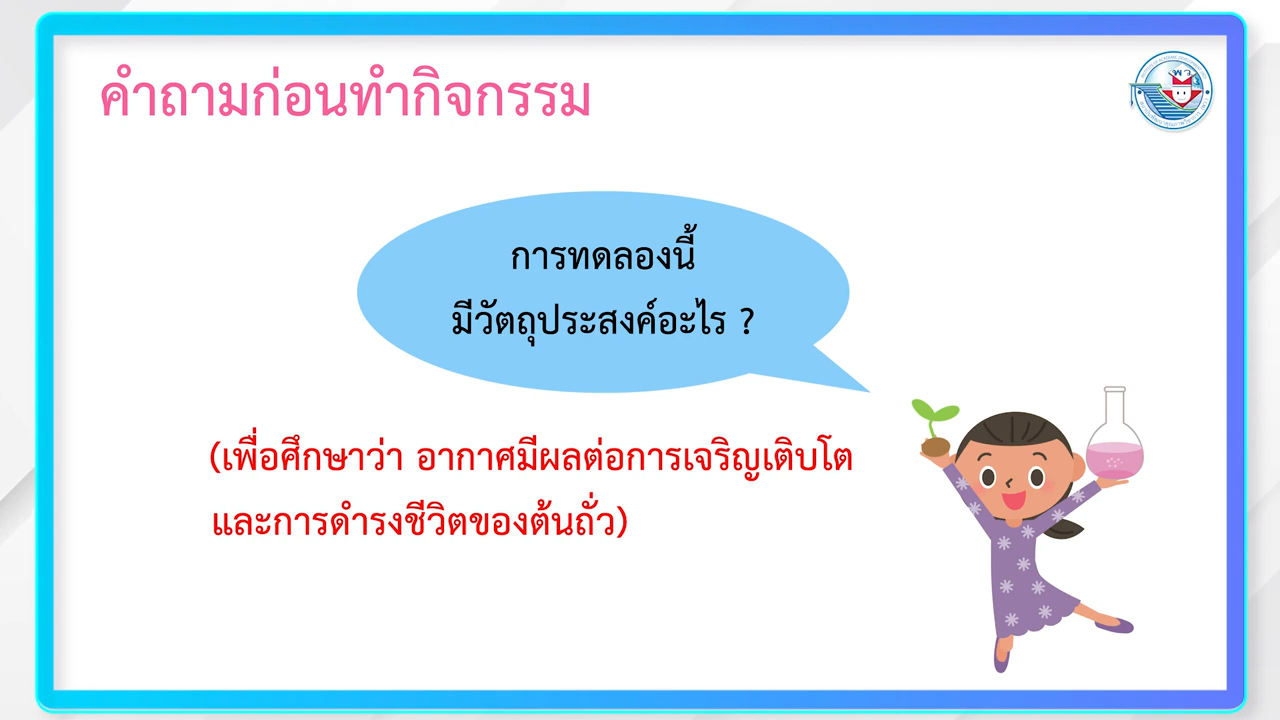 คำถามก่อนทำกิจกรรม
พว
การทดลองนี้
มีวัตถุประสงค์อะไร ?
(เพื่อศึกษาว่า อากาศมีผลต่อการเจริญเติบโต
และการดำรงชีวิตของต้นถั่ว)